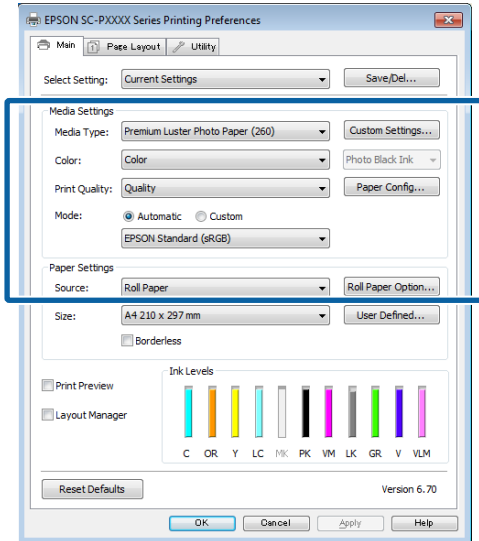 EPSON SC-PXXXX Series Printing Preferences
Main Page Layout Utility
Select Setting: Current Settings Save/Del...
Media Settings
Media Type: Premium Luster Photo Paper (260) Custom Settings...
Color: Color Photo Black Ink
Print Quality: Quality Paper Config...
Mode: Automatic Custom
EPSON Standard (sRGB)
Paper Settings
Source: Roll Paper Roll Paper Option...
Size: A4 210 x 297 mm User Defined...
Borderless
Ink Levels
Print Preview
Layout Manager
C OR Y LC MK PK VM LK GR V VLM
Reset Defaults Version 6.70
OK Cancel Apply Help